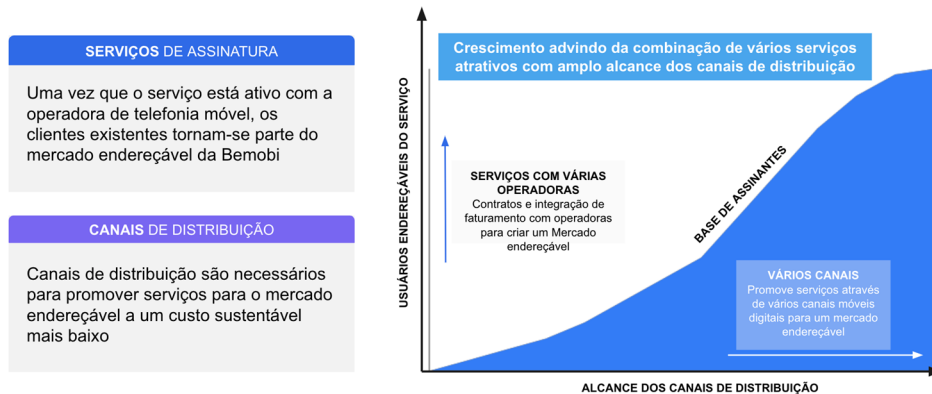 SERVIÇOS DE ASSINATURA
Uma vez que o serviço está ativo com a
operadora de telefonia móvel, os
clientes existentes tornam-se parte do
mercado endereçável da Bemobi
CANAIS DE DISTRIBUIÇÃO
Canais de distribuição são necessários
para promover serviços para o mercado
endereçável a um custo sustentável
mais baixo
USUÁRIOS ENDEREÇÁVEIS DO SERVIÇO
Crescimento advindo da combinação de vários serviços
atrativos com amplo alcance dos canais de distribuição
SERVIÇOS COM VÁRIAS
OPERADORAS
Contratos e integração de
faturamento com operadoras
para criar um Mercado
endereçável
BASE DE ASSINANTES
VÁRIOS CANAIS
Promove serviços através
de vários canais móveis
digitais para um mercado
endereçável
ALCANCE DOS CANAIS DE DISTRIBUIÇÃO